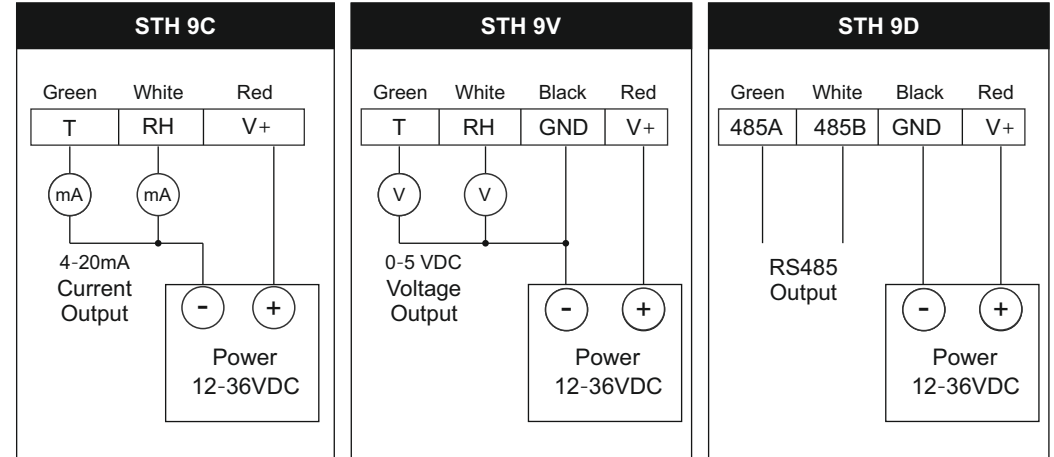 STH 9C
Green White Red
T RH V+
mA mA
4-20mA
Current
Output
- +
Power
12-36VDC
STH 9V
Green White Black Red
T RH GND V+
V V
0-5 VDC
Voltage
Output
- +
Power
12-36VDC
STH 9D
Green White Black Red
485A 485B GND V+
RS485
Output
- +
Power
12-36VDC